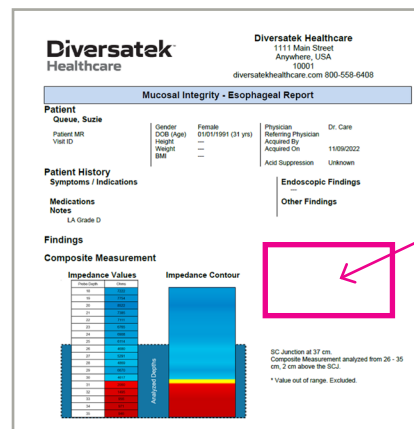 Diversatek
Healthcare
Diversatek Healthcare
1111 Main Street
Anywhere, USA
10001
diversatekhealthcare.com 800-558-6408
Mucosal Integrity - Esophageal Report
Patient
Queue, Suzie
Patient MR
Visit ID
Gender Female
DOB (Age) 01/01/1991 (31 yrs)
Height ---
Weight ---
BMI ---
Physician Dr. Care
Referring Physician
Acquired By
Acquired On 11/09/2022
Acid Suppression Unknown
Patient History
Symptoms / Indications
Medications
Notes
LA Grade D
Endoscopic Findings
---
Other Findings
Findings
Composite Measurement
Impedance Values
Probe Depth Ohms
Impedance Contour
Analyzed Depths
SC Junction at 37 cm.
Composite Measurement analyzed from 26 - 35
cm, 2 cm above the SCJ.
* Value out of range. Excluded.